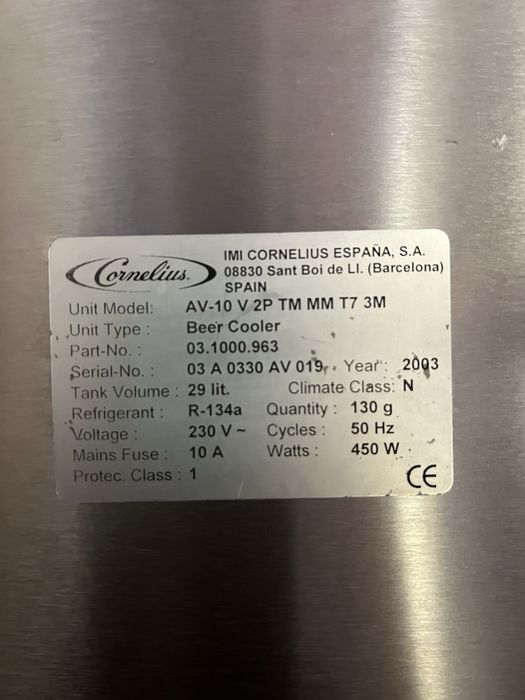 Cornelius.
IMI CORNELIUS ESPAÑA, S.A.
08830 Sant Boi de Ll. (Barcelona)
SPAIN
Unit Model: AV-10 V 2P TM MM T7 3M
Unit Type : Beer Cooler
Part-No. : 03.1000.963
Serial-No. : 03 A 0330 AV 019 Year : 2003
Tank Volume : 29 lit. Climate Class: N
Refrigerant : R-134a Quantity : 130 g
Voltage : 230 V ~ Cycles : 50 Hz
Mains Fuse : 10 A Watts : 450 W
Protec. Class : 1
CE